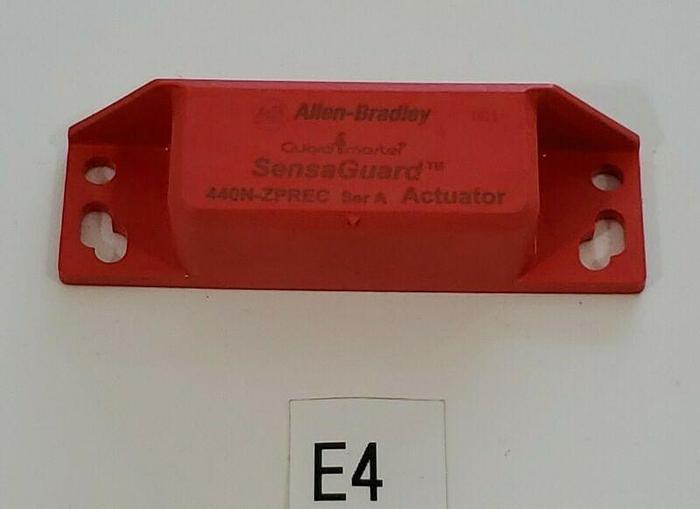 Allen-Bradley
Guardmaster
SensaGuard™
440N-ZPREC Ser A Actuator
E4